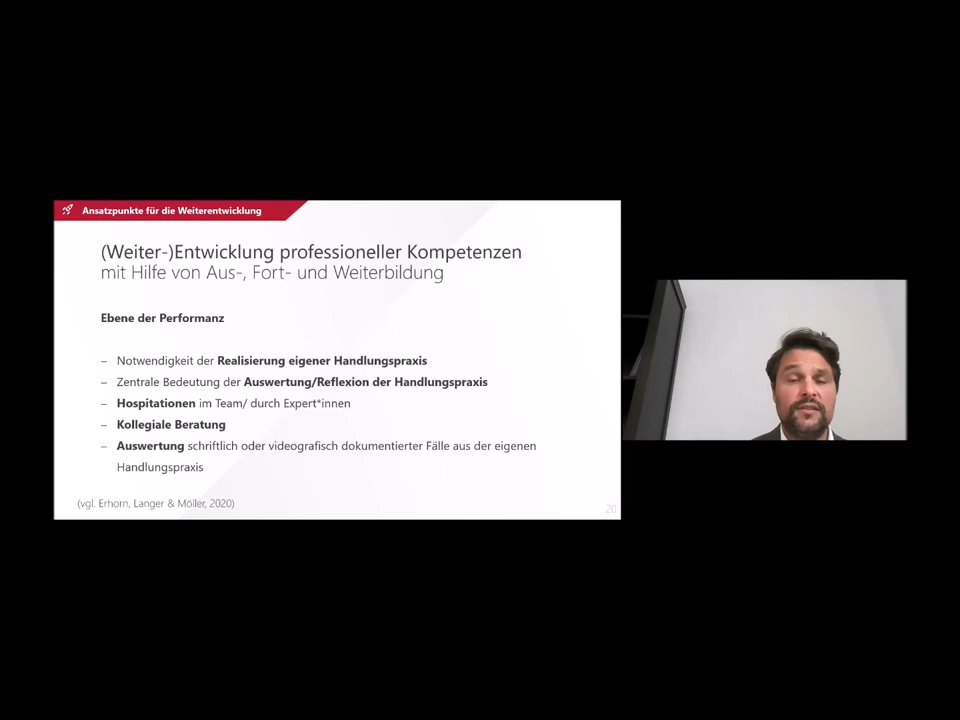 Ansatzpunkte für die Weiterentwicklung
(Weiter-)Entwicklung professioneller Kompetenzen
mit Hilfe von Aus-, Fort- und Weiterbildung
Ebene der Performanz
– Notwendigkeit der Realisierung eigener Handlungspraxis
– Zentrale Bedeutung der Auswertung/Reflexion der Handlungspraxis
– Hospitationen im Team/ durch Expert*innen
– Kollegiale Beratung
– Auswertung schriftlich oder videografisch dokumentierter Fälle aus der eigenen
Handlungspraxis
(vgl. Erhorn, Langer & Möller, 2020)
20